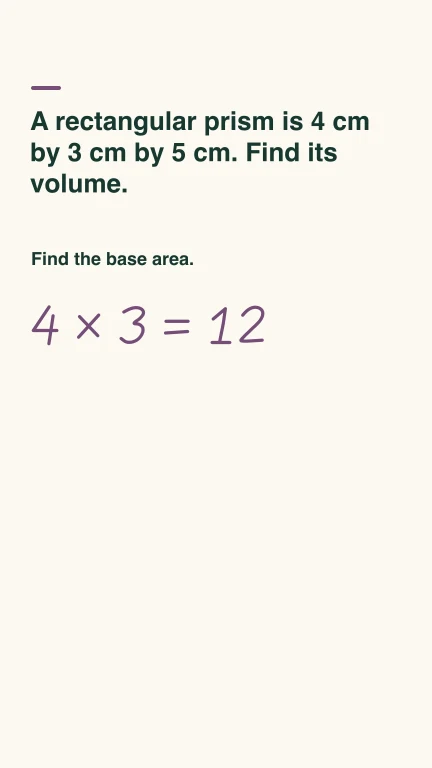 A rectangular prism is 4 cm
by 3 cm by 5 cm. Find its
volume.
Find the base area.
4 × 3 = 12